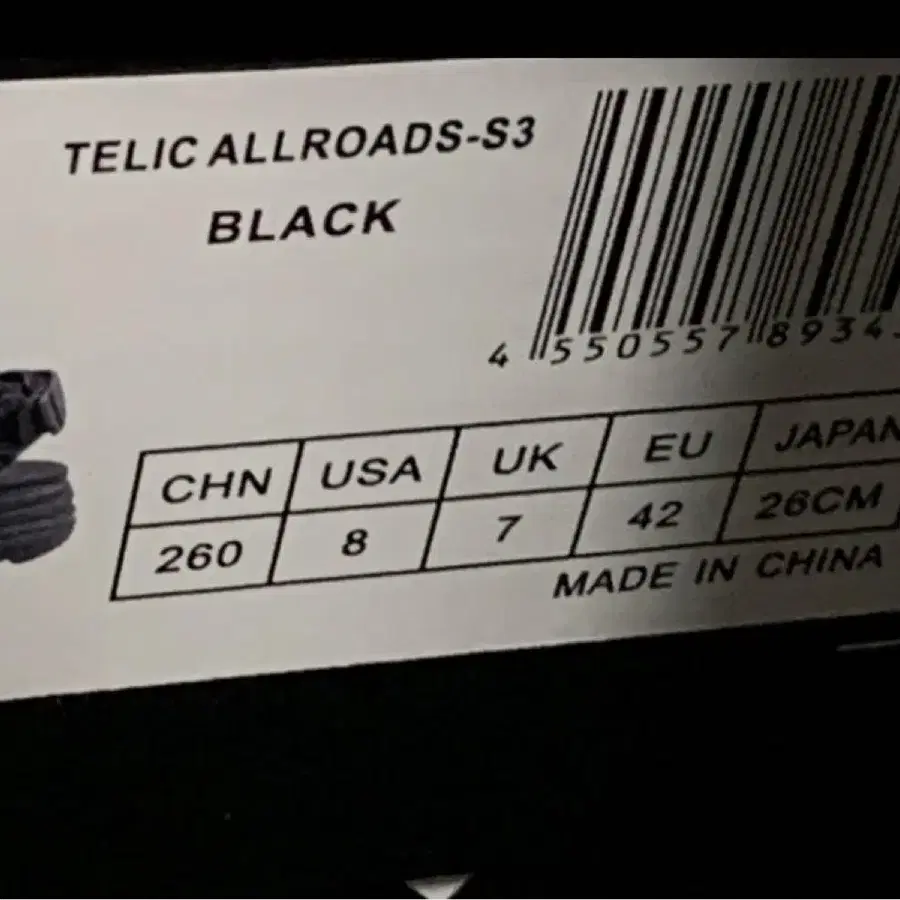 TELIC ALLROADS-S3
BLACK
4 550557 8934
CHN USA UK EU JAPAN
260 8 7 42 26CM
MADE IN CHINA